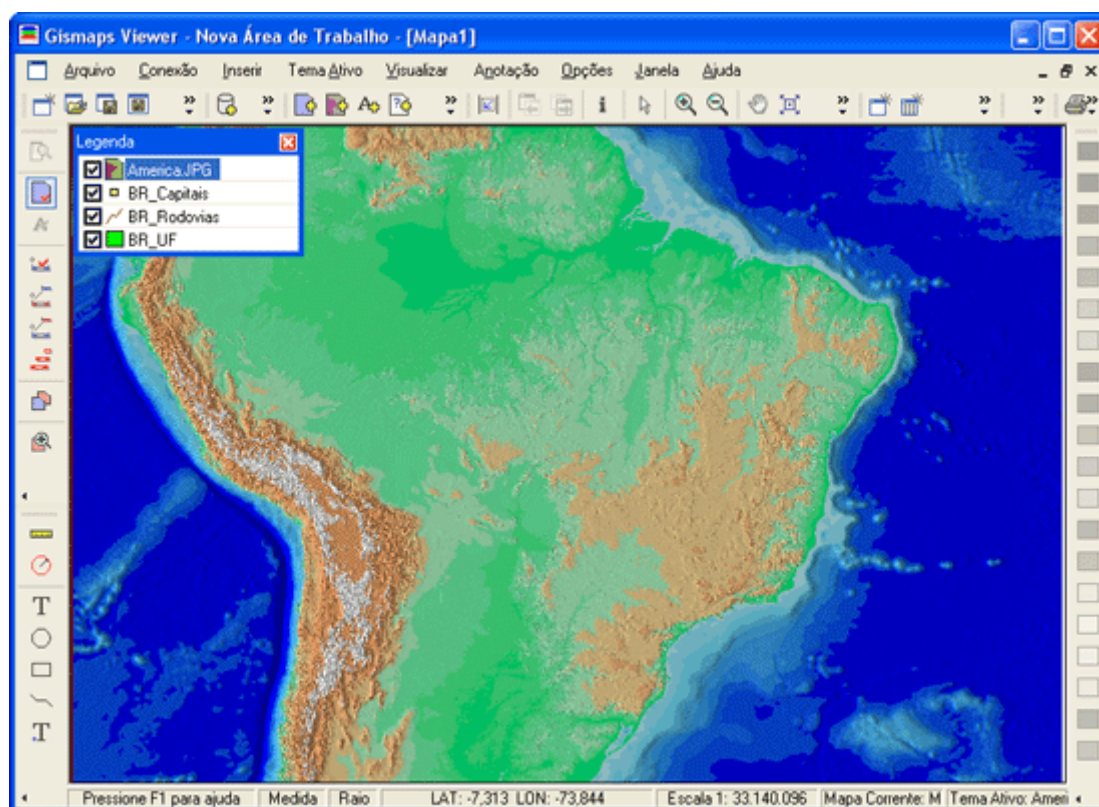 Gismaps Viewer - Nova Área de Trabalho - [Mapa1]
Arquivo Conexão Inserir Tema Ativo Visualizar Anotação Opções Janela Ajuda
Legenda
America.JPG
BR_Capitais
BR_Rodovias
BR_UF
Pressione F1 para ajuda Medida Raio LAT: -7,313 LON: -73,844 Escala 1: 33.140.096 Mapa Corrente: M Tema Ativo: Ameri